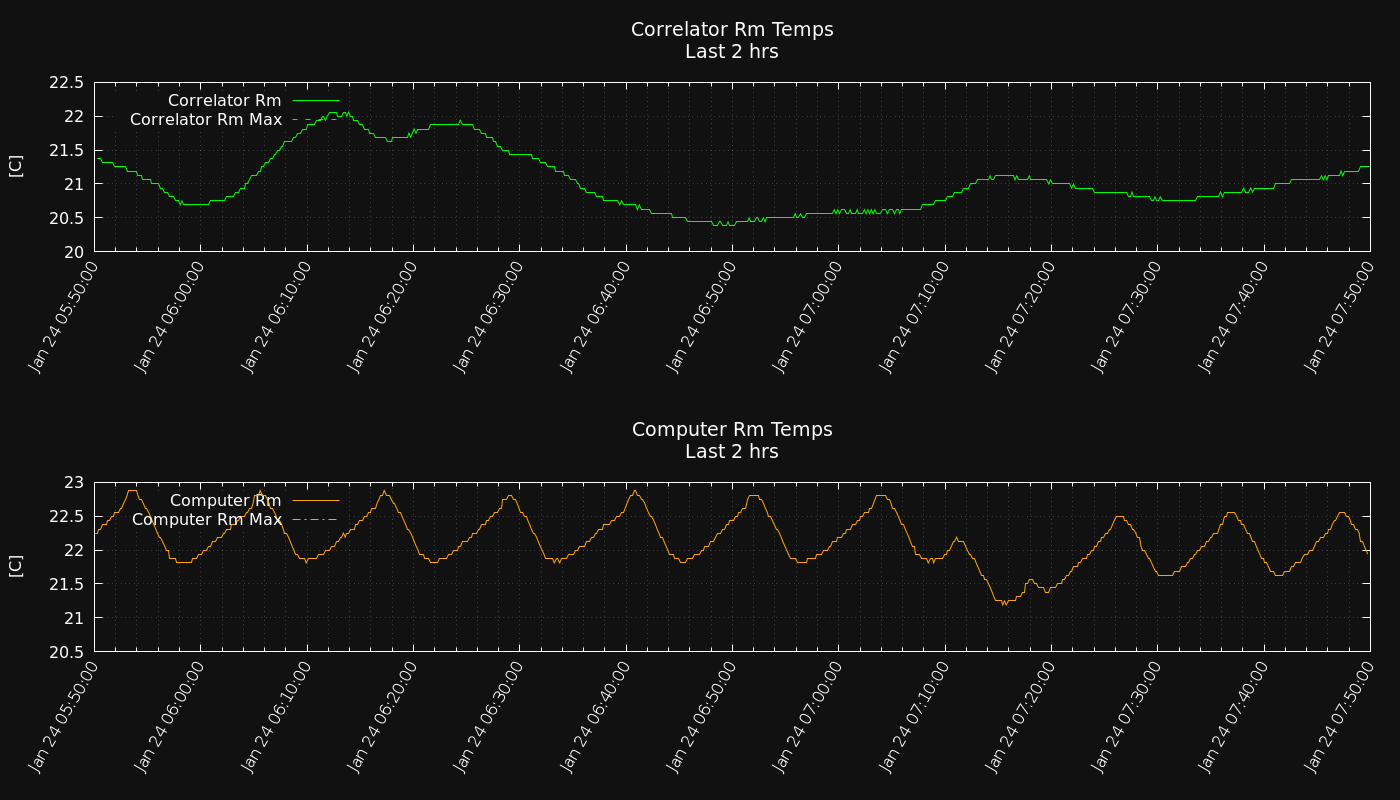 Correlator Rm Temps
Last 2 hrs
22.5
22
21.5
21
20.5
20
[C]
Correlator Rm
Correlator Rm Max
Jan 24 05:50:00
Jan 24 06:00:00
Jan 24 06:10:00
Jan 24 06:20:00
Jan 24 06:30:00
Jan 24 06:40:00
Jan 24 06:50:00
Jan 24 07:00:00
Jan 24 07:10:00
Jan 24 07:20:00
Jan 24 07:30:00
Jan 24 07:40:00
Jan 24 07:50:00
Computer Rm Temps
Last 2 hrs
23
22.5
22
21.5
21
20.5
[C]
Computer Rm
Computer Rm Max
Jan 24 05:50:00
Jan 24 06:00:00
Jan 24 06:10:00
Jan 24 06:20:00
Jan 24 06:30:00
Jan 24 06:40:00
Jan 24 06:50:00
Jan 24 07:00:00
Jan 24 07:10:00
Jan 24 07:20:00
Jan 24 07:30:00
Jan 24 07:40:00
Jan 24 07:50:00